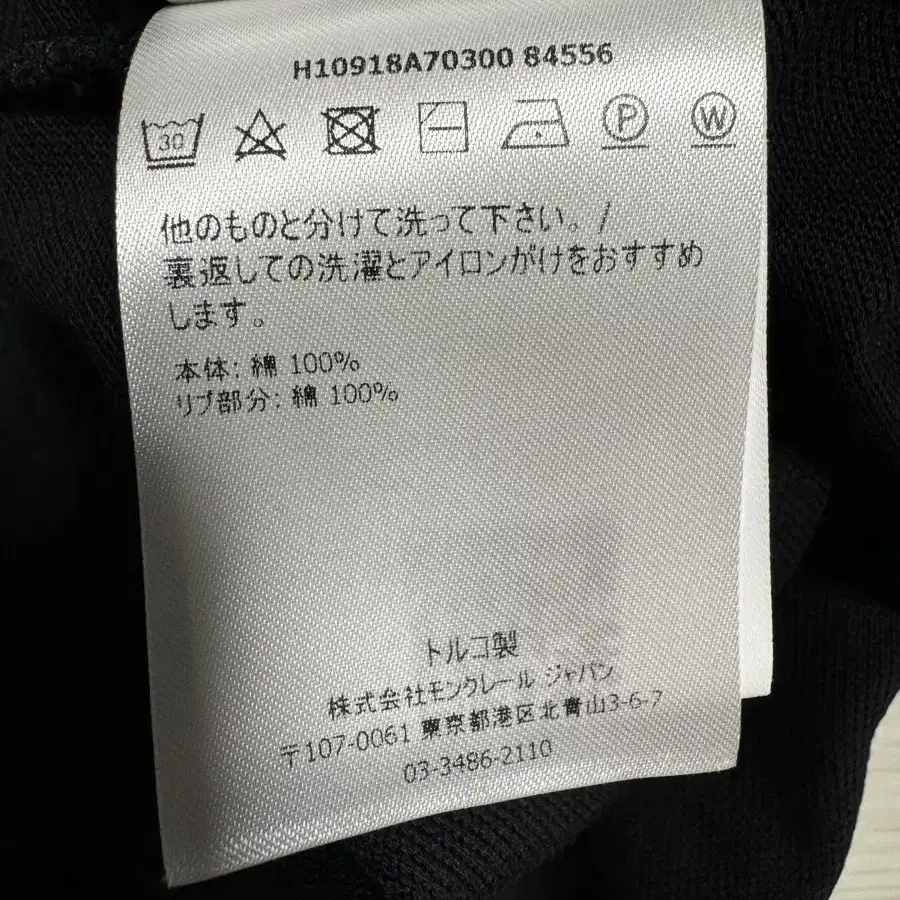 H10918A70300 84556
30 P W
他のものと分けて洗って下さい。/
裏返しての洗濯とアイロンがけをおすすめ
します。
本体: 綿 100%
リブ部分: 綿 100%
トルコ製
株式会社モンクレール ジャパン
〒107-0061 東京都港区北青山3-6-7
03-3486-2110